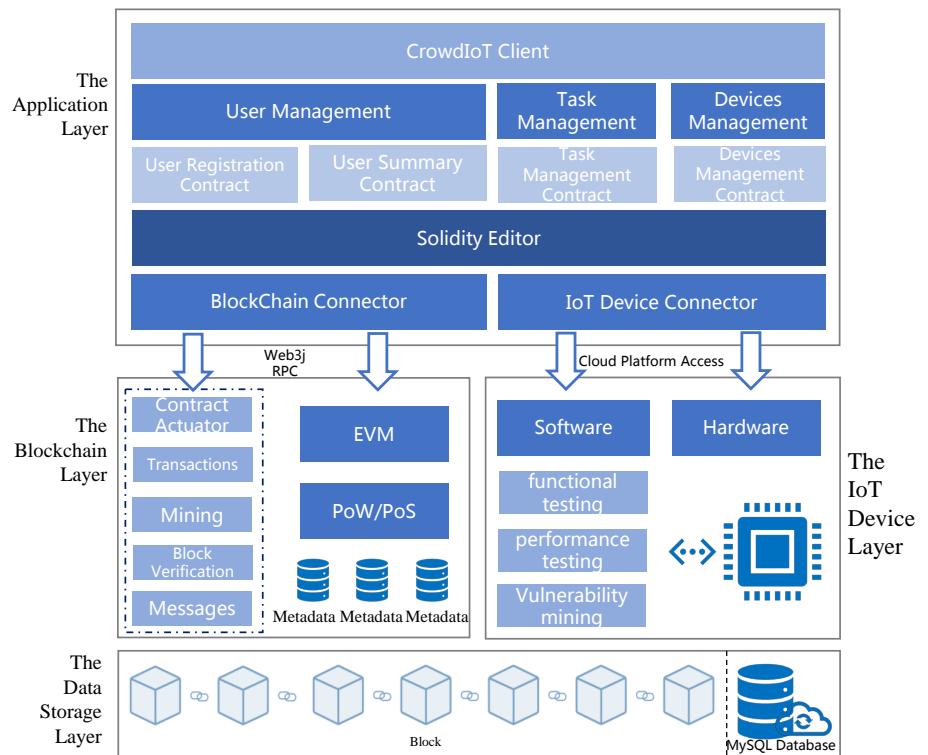 The
Application
Layer
CrowdIoT Client
User Management
Task
Management
Devices
Management
User Registration
Contract
User Summary
Contract
Task
Management
Contract
Devices
Management
Contract
Solidity Editor
BlockChain Connector
IoT Device Connector
Web3j
RPC
Cloud Platform Access
The
Blockchain
Layer
Contract
Actuator
Transactions
Mining
Block
Verification
Messages
EVM
PoW/PoS
Metadata
Metadata
Metadata
Software
Hardware
functional
testing
performance
testing
Vulnerability
mining
The
IoT
Device
Layer
The
Data
Storage
Layer
Block
MySQL Database